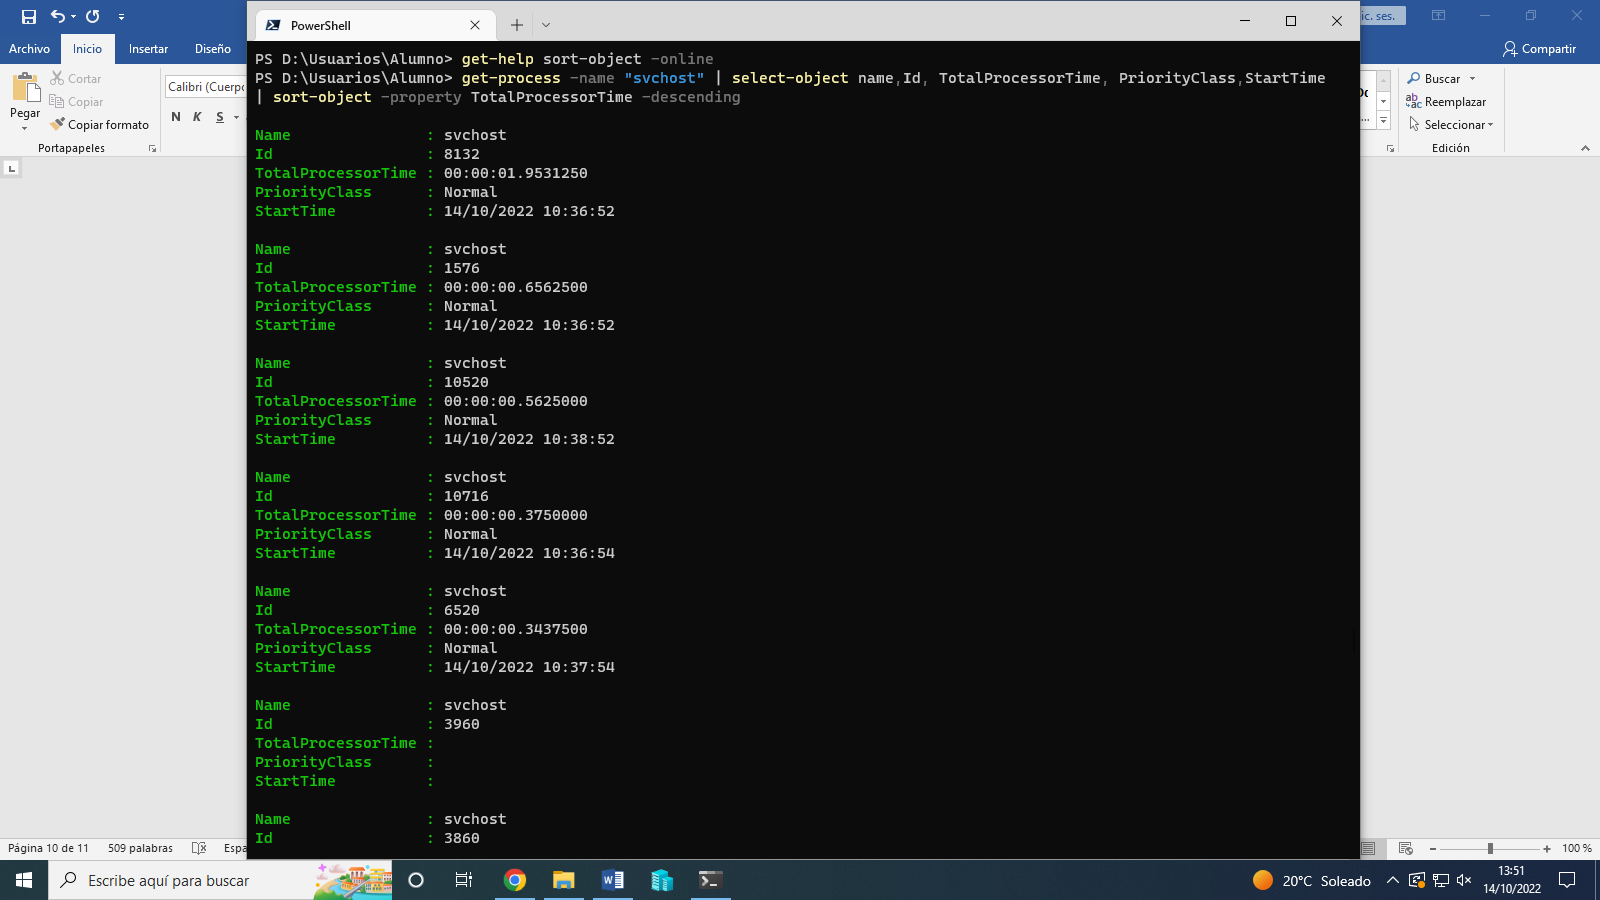 PowerShell
ic. ses.
Archivo Inicio Insertar Diseño
Compartir
Pegar
Cortar
Copiar
Copiar formato
Portapapeles
Calibri (Cuerpo
N K S
Buscar
Reemplazar
Seleccionar
Edición
PS D:\Usuarios\Alumno> get-help sort-object -online
PS D:\Usuarios\Alumno> get-process -name "svchost" | select-object name,Id, TotalProcessorTime, PriorityClass,StartTime
| sort-object -property TotalProcessorTime -descending
Name : svchost
Id : 8132
TotalProcessorTime : 00:00:01.9531250
PriorityClass : Normal
StartTime : 14/10/2022 10:36:52
Name : svchost
Id : 1576
TotalProcessorTime : 00:00:00.6562500
PriorityClass : Normal
StartTime : 14/10/2022 10:36:52
Name : svchost
Id : 10520
TotalProcessorTime : 00:00:00.5625000
PriorityClass : Normal
StartTime : 14/10/2022 10:38:52
Name : svchost
Id : 10716
TotalProcessorTime : 00:00:00.3750000
PriorityClass : Normal
StartTime : 14/10/2022 10:36:54
Name : svchost
Id : 6520
TotalProcessorTime : 00:00:00.3437500
PriorityClass : Normal
StartTime : 14/10/2022 10:37:54
Name : svchost
Id : 3960
TotalProcessorTime :
PriorityClass :
StartTime :
Name : svchost
Id : 3860
Página 10 de 11 509 palabras Espa
100 %
Escribe aquí para buscar
20°C Soleado
13:51
14/10/2022